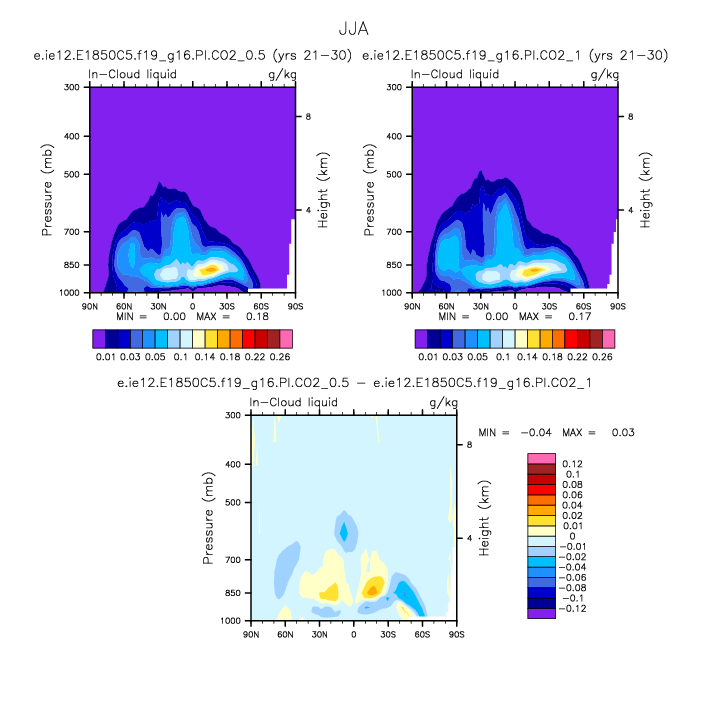 JJA
e.ie12.E1850C5.f19_g16.PI.CO2_0.5 (yrs 21-30) e.ie12.E1850C5.f19_g16.PI.CO2_1 (yrs 21-30)
In-Cloud liquid g/kg In-Cloud liquid g/kg
300 300
8 8
400 400
500 500
Pressure (mb) Height (km) Pressure (mb) Height (km)
4 4
700 700
850 850
1000 1000
90N 60N 30N 0 30S 60S 90S 90N 60N 30N 0 30S 60S 90S
MIN = 0.00 MAX = 0.18 MIN = 0.00 MAX = 0.17
0.01 0.03 0.05 0.1 0.14 0.18 0.22 0.26 0.01 0.03 0.05 0.1 0.14 0.18 0.22 0.26
e.ie12.E1850C5.f19_g16.PI.CO2_0.5 - e.ie12.E1850C5.f19_g16.PI.CO2_1
In-Cloud liquid g/kg
300
MIN = -0.04 MAX = 0.03
8
400
500
Pressure (mb) Height (km)
4
700
850
1000
90N 60N 30N 0 30S 60S 90S
0.12
0.1
0.08
0.06
0.04
0.02
0.01
0
-0.01
-0.02
-0.04
-0.06
-0.08
-0.1
-0.12